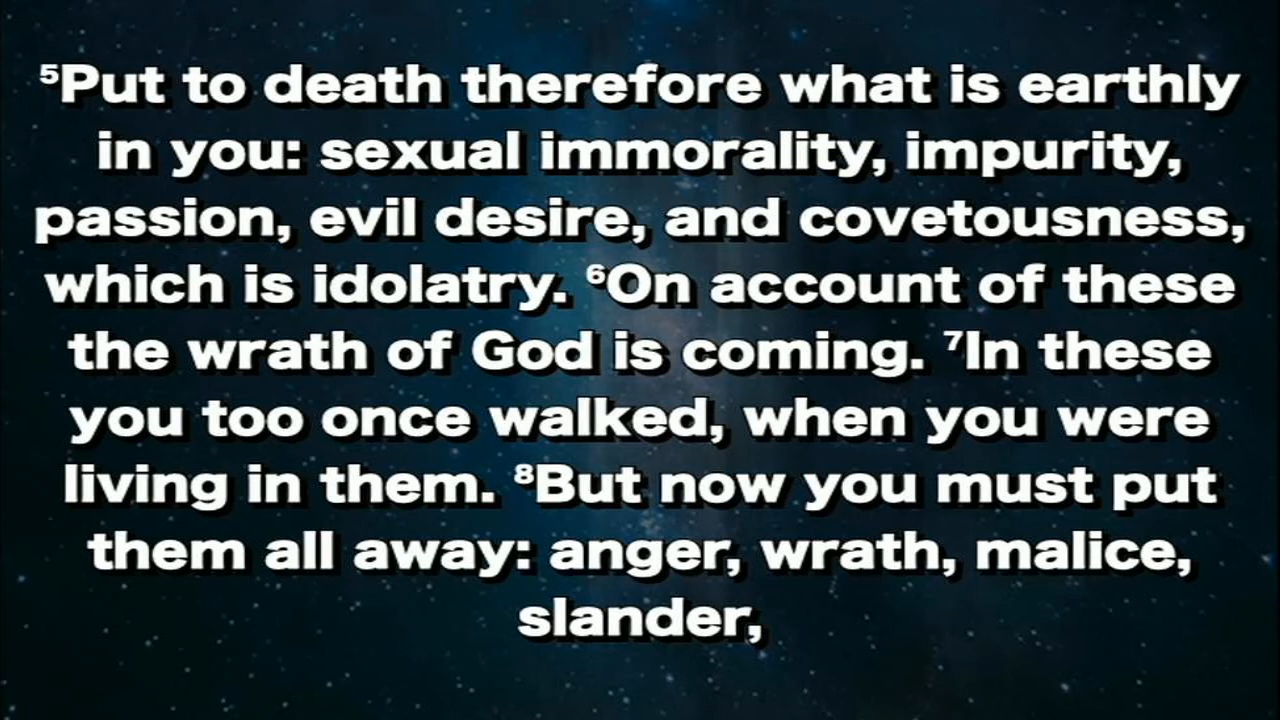 ⁵Put to death therefore what is earthly
in you: sexual immorality, impurity,
passion, evil desire, and covetousness,
which is idolatry. ⁶On account of these
the wrath of God is coming. ⁷In these
you too once walked, when you were
living in them. ⁸But now you must put
them all away: anger, wrath, malice,
slander,